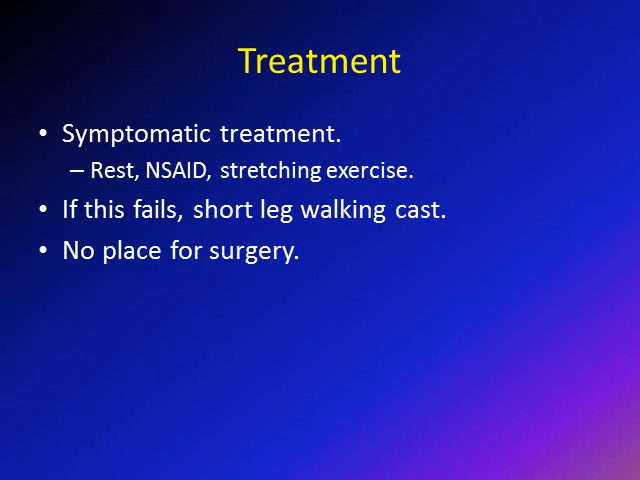 Treatment
• Symptomatic treatment.
– Rest, NSAID, stretching exercise.
• If this fails, short leg walking cast.
• No place for surgery.